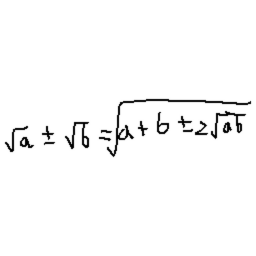 √a ± √b = √(a + b ± 2√(ab))